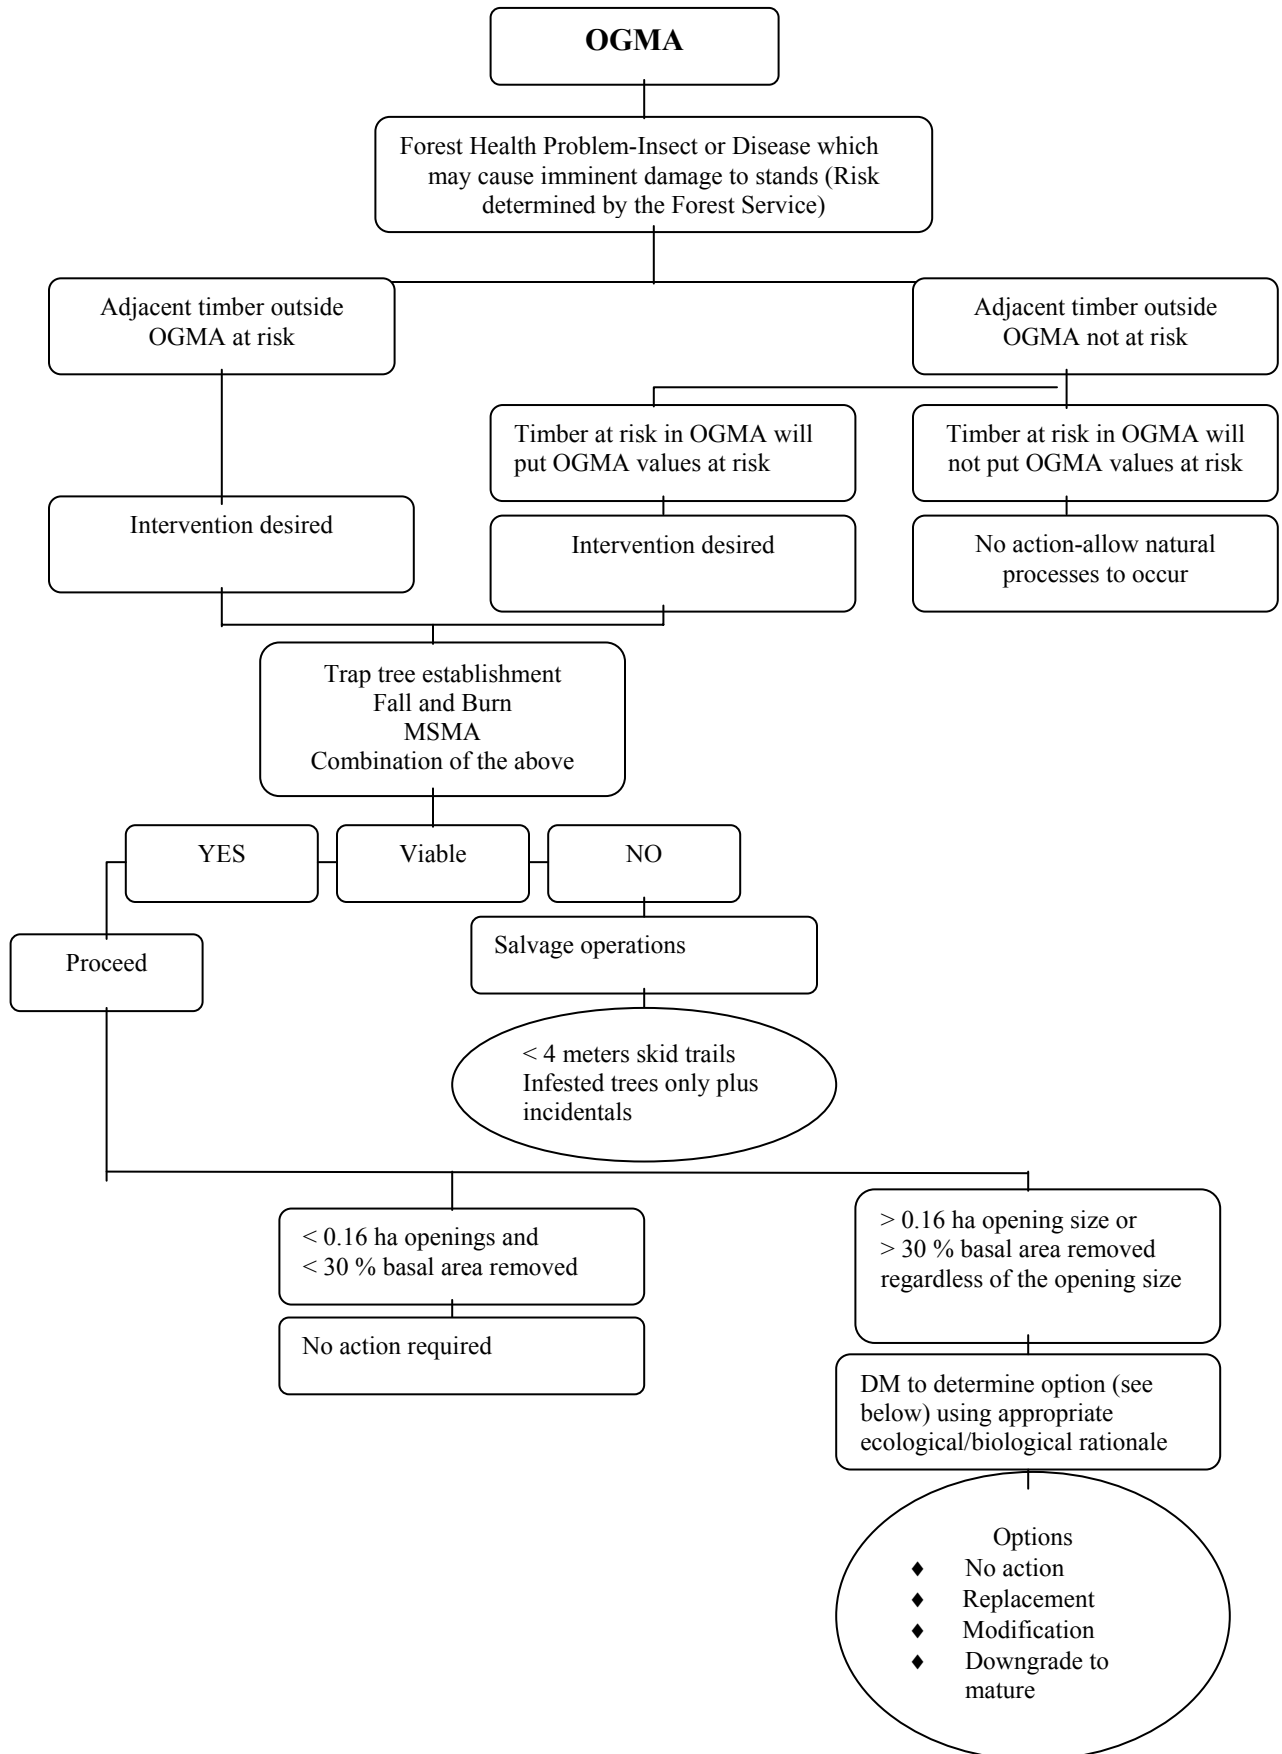 OGMA
Forest Health Problem-Insect or Disease which
may cause imminent damage to stands (Risk
determined by the Forest Service)
Adjacent timber outside
OGMA at risk
Adjacent timber outside
OGMA not at risk
Timber at risk in OGMA will
put OGMA values at risk
Timber at risk in OGMA will
not put OGMA values at risk
Intervention desired
Intervention desired
No action-allow natural
processes to occur
Trap tree establishment
Fall and Burn
MSMA
Combination of the above
YES
Viable
NO
Proceed
Salvage operations
< 4 meters skid trails
Infested trees only plus
incidentals
< 0.16 ha openings and
< 30 % basal area removed
> 0.16 ha opening size or
> 30 % basal area removed
regardless of the opening size
No action required
DM to determine option (see
below) using appropriate
ecological/biological rationale
Options
♦ No action
♦ Replacement
♦ Modification
♦ Downgrade to
mature